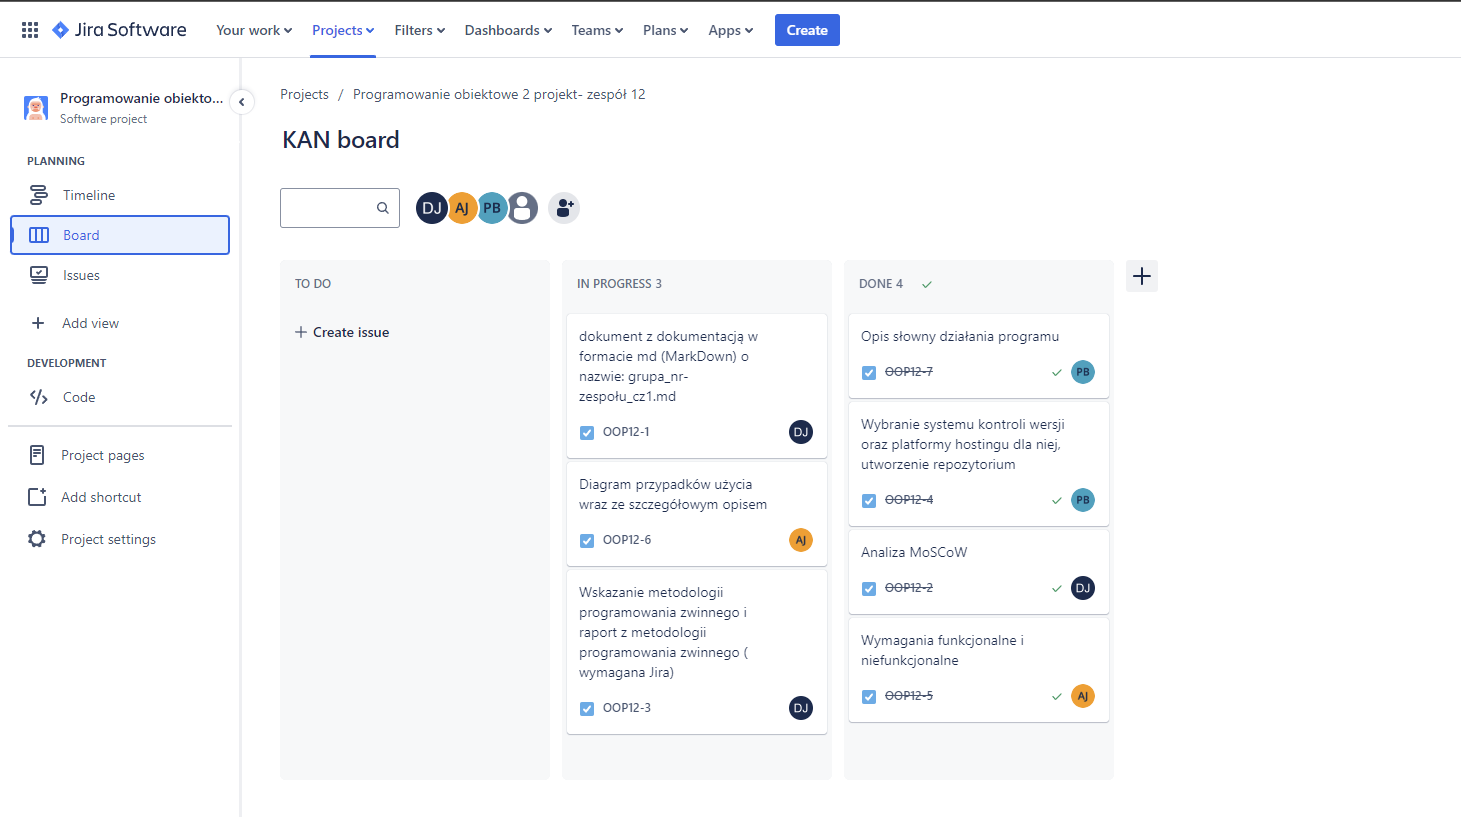 Jira Software
Your work
Projects
Filters
Dashboards
Teams
Plans
Apps
Create
Programowanie obiekto...
Software project
PLANNING
Timeline
Board
Issues
Add view
DEVELOPMENT
Code
Project pages
Add shortcut
Project settings
Projects / Programowanie obiektowe 2 projekt- zespół 12
KAN board
DJ AJ PB
TO DO
Create issue
IN PROGRESS 3
dokument z dokumentacją w
formacie md (MarkDown) o
nazwie: grupa_nr-
zespołu_cz1.md
OOP12-1 DJ
Diagram przypadków użycia
wraz ze szczegółowym opisem
OOP12-6 AJ
Wskazanie metodologii
programowania zwinnego i
raport z metodologii
programowania zwinnego (
wymagana Jira)
OOP12-3 DJ
DONE 4
Opis słowny działania programu
OOP12-7 PB
Wybranie systemu kontroli wersji
oraz platformy hostingu dla niej,
utworzenie repozytorium
OOP12-4 PB
Analiza MoSCoW
OOP12-2 DJ
Wymagania funkcjonalne i
niefunkcjonalne
OOP12-5 AJ